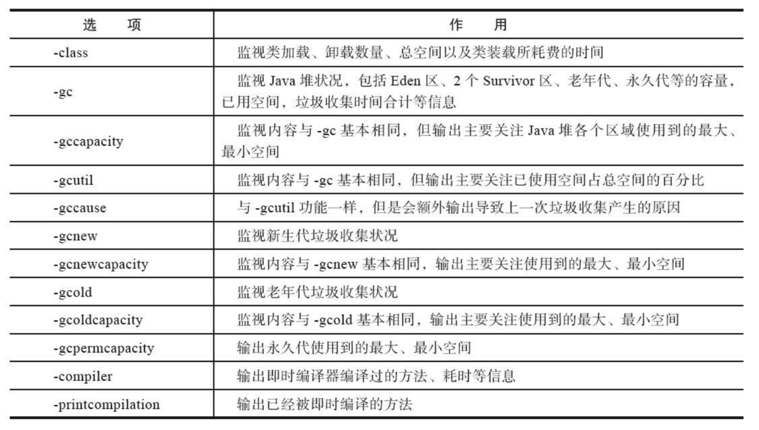 选 项 作 用
-class 监视类加载、卸载数量、总空间以及类装载所耗费的时间
-gc 监视 Java 堆状况，包括 Eden 区、2 个 Survivor 区、老年代、永久代等的容量，
已用空间，垃圾收集时间合计等信息
-gccapacity 监视内容与 -gc 基本相同，但输出主要关注 Java 堆各个区域使用到的最大、
最小空间
-gcutil 监视内容与 -gc 基本相同，但输出主要关注已使用空间占总空间的百分比
-gccause 与 -gcutil 功能一样，但是会额外输出导致上一次垃圾收集产生的原因
-gcnew 监视新生代垃圾收集状况
-gcnewcapacity 监视内容与 -gcnew 基本相同，输出主要关注使用到的最大、最小空间
-gcold 监视老年代垃圾收集状况
-gcoldcapacity 监视内容与 -gcold 基本相同，输出主要关注使用到的最大、最小空间
-gcpermcapacity 输出永久代使用到的最大、最小空间
-compiler 输出即时编译器编译过的方法、耗时等信息
-printcompilation 输出已经被即时编译的方法